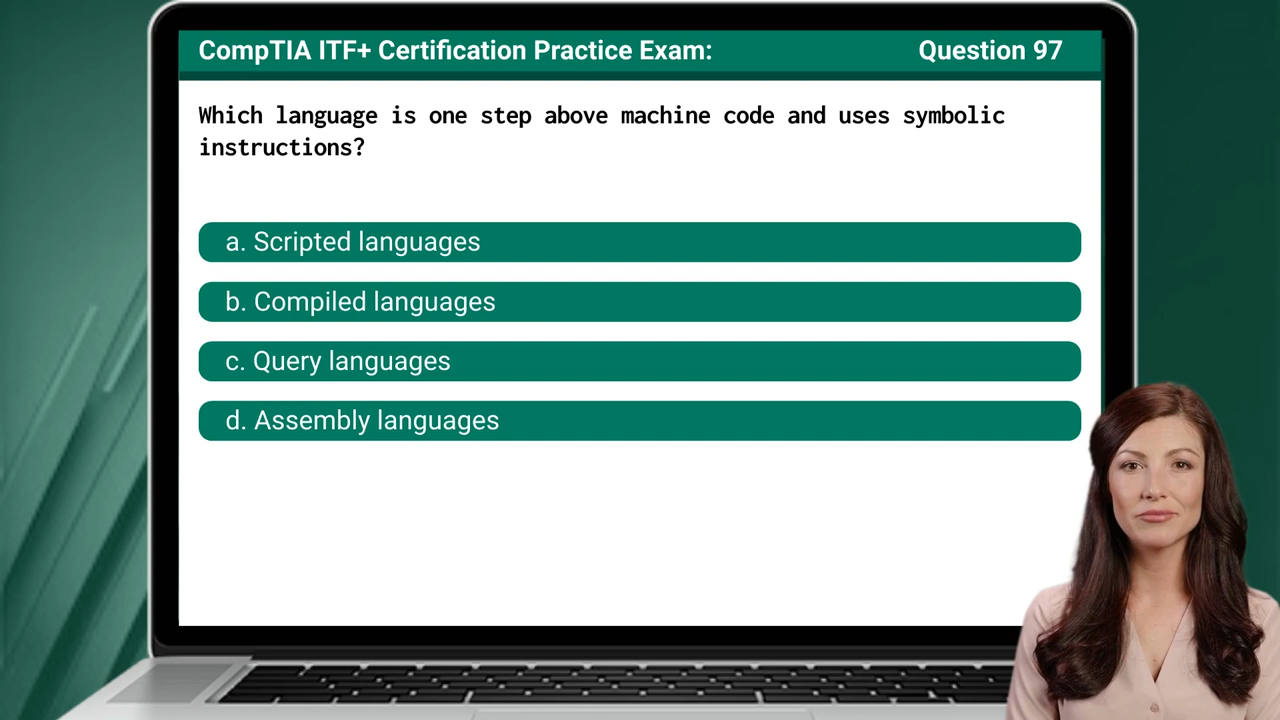 CompTIA ITF+ Certification Practice Exam: Question 97
Which language is one step above machine code and uses symbolic
instructions?
a. Scripted languages
b. Compiled languages
c. Query languages
d. Assembly languages